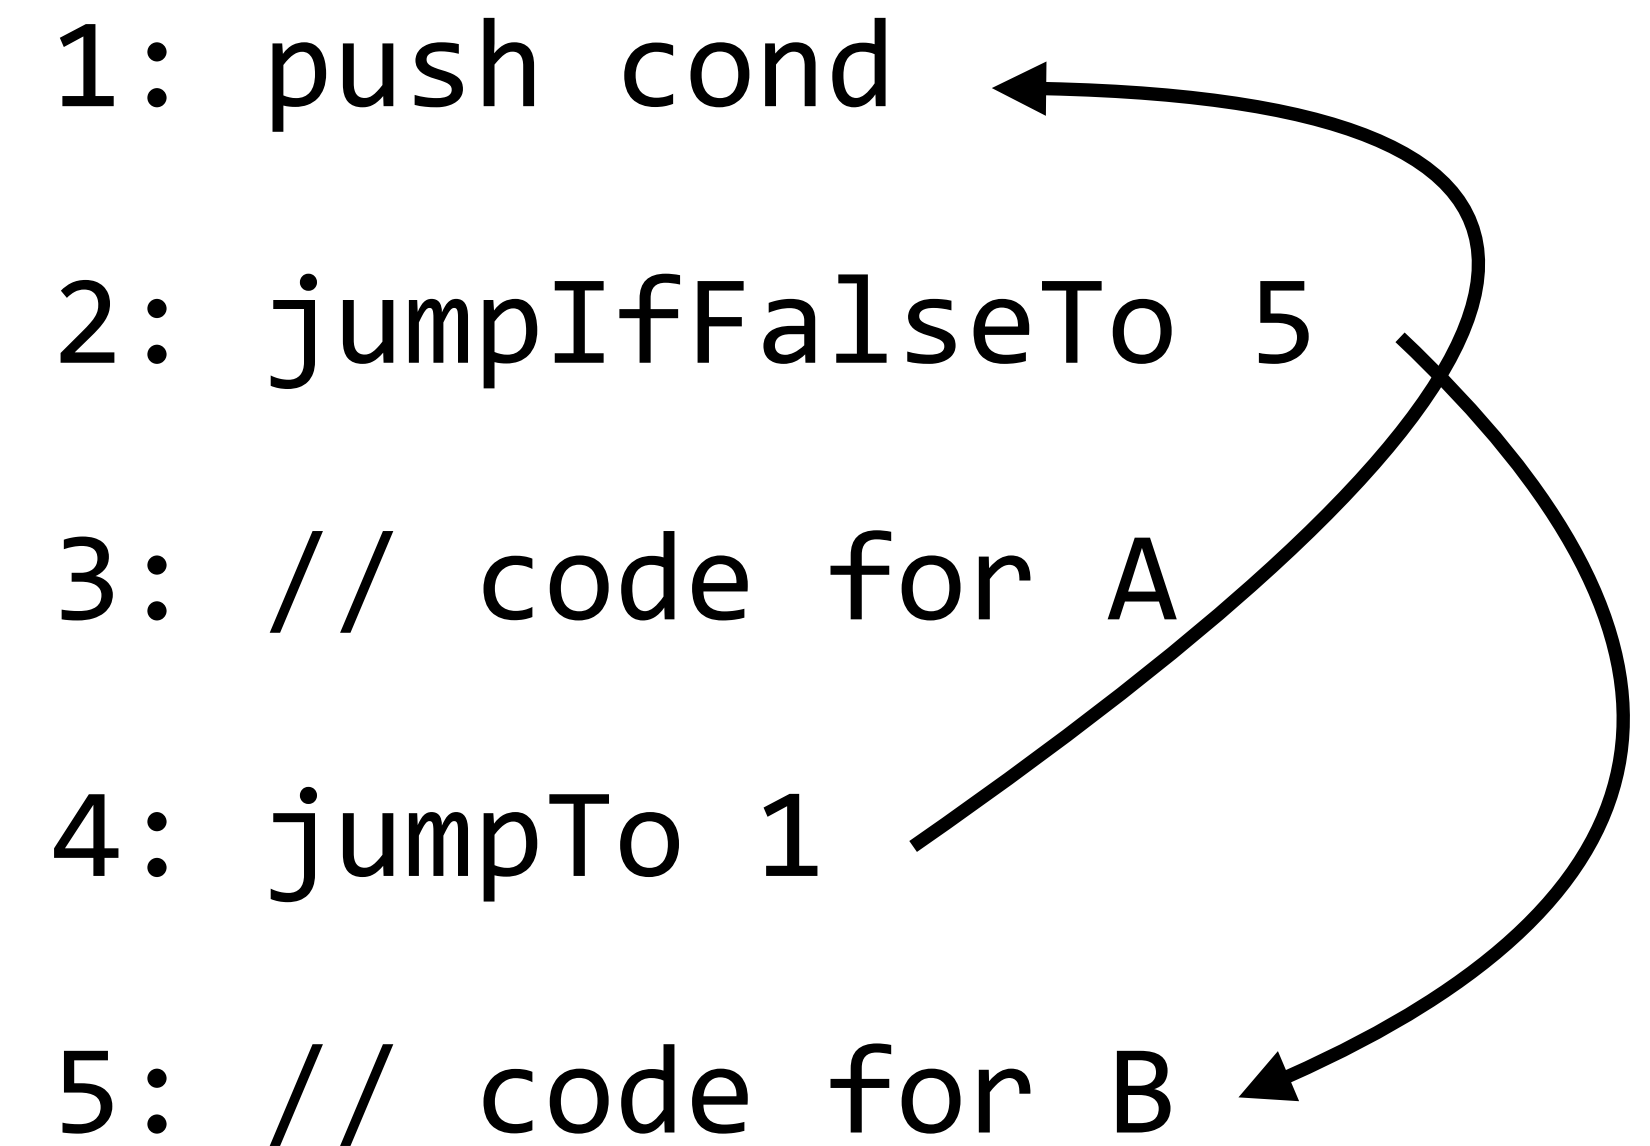 1: push cond
2: jumpIfFalseTo 5
3: // code for A
4: jumpTo 1
5: // code for B